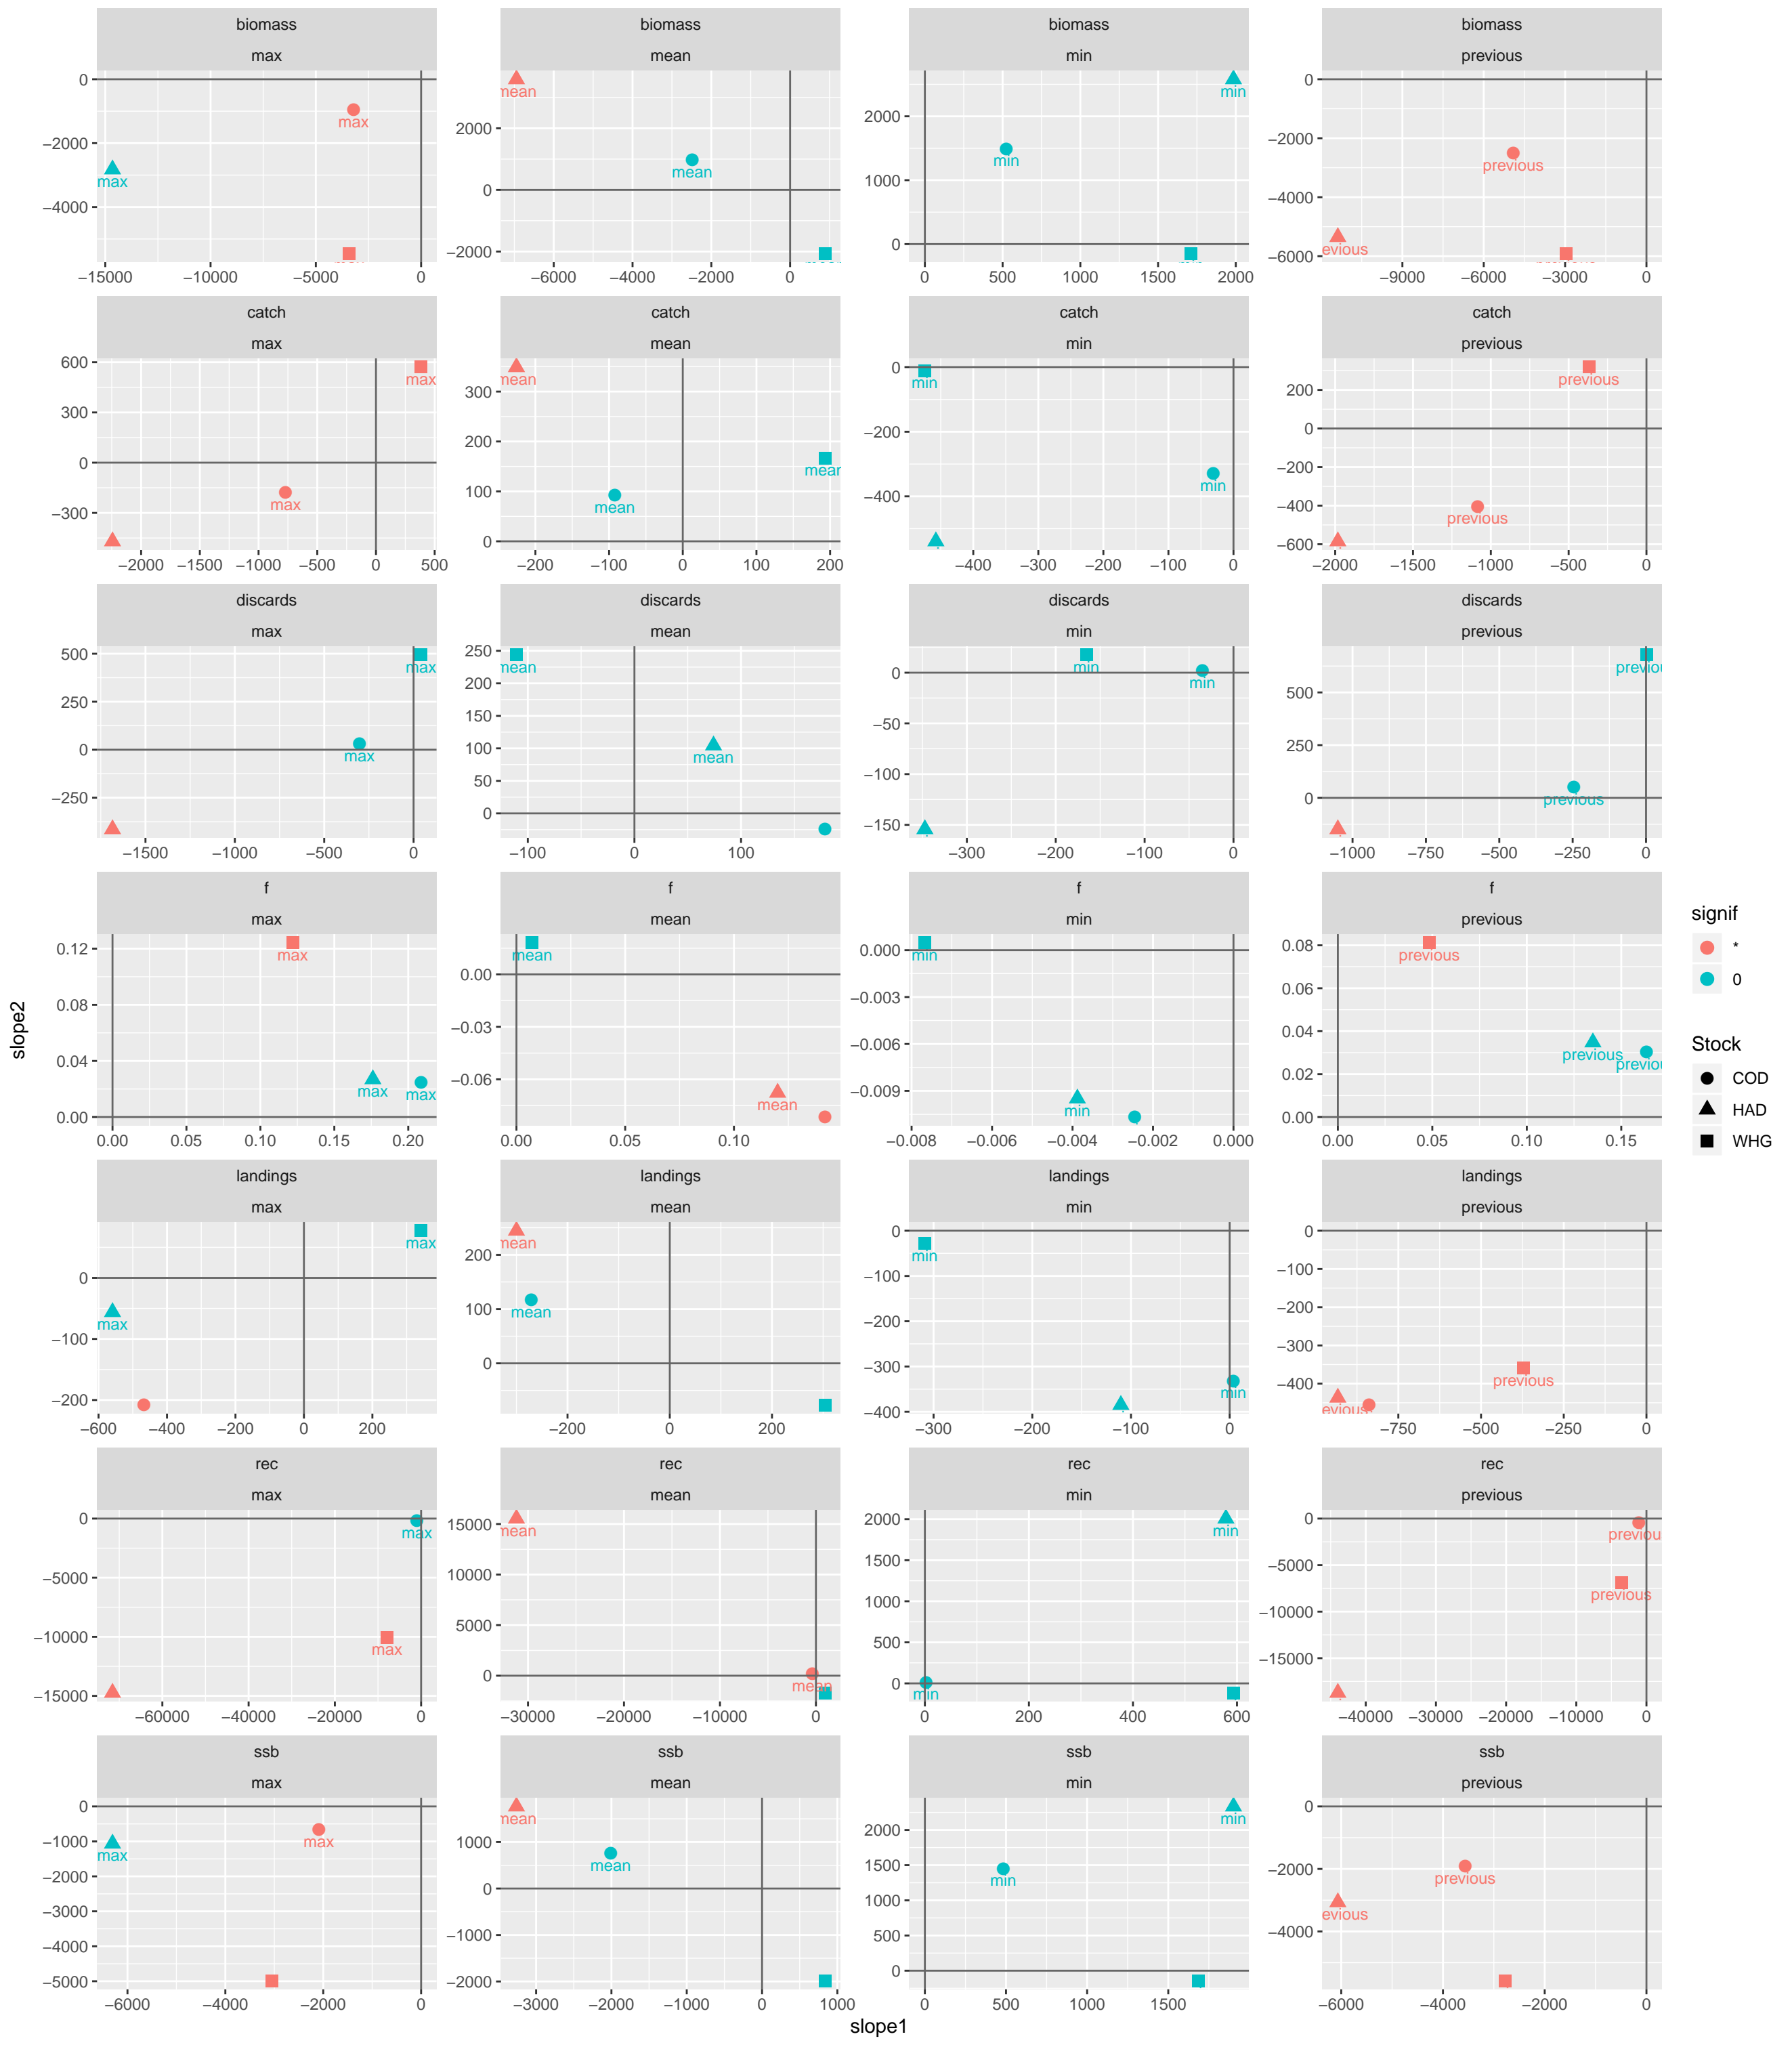 biomass biomass biomass biomass
max mean min previous
0
−2000
−4000
max
max
−15000 −10000 −5000 0
2000
0
−2000
mean
mean
−6000 −4000 −2000 0
2000
1000
0
min
min
0 500 1000 1500 2000
0
−2000
−4000
−6000
previous
evious
−9000 −6000 −3000 0
catch catch catch catch
max mean min previous
600
300
0
−300
max
max
−2000 −1500 −1000 −500 0 500
300
200
100
0
mean
mean
mean
−200 −100 0 100 200
0
−200
−400
min
min
−400 −300 −200 −100 0
200
0
−200
−400
−600
previous
previous
−2000 −1500 −1000 −500 0
discards discards discards discards
max mean min previous
500
250
0
−250
max
max
−1500 −1000 −500 0
250
200
150
100
50
0
mean
mean
−100 0 100
0
−50
−100
−150
min
min
−300 −200 −100 0
500
250
0
previou
previous
−1000 −750 −500 −250 0
f f f f
max mean min previous
0.12
0.08
0.04
0.00
max
max
max
0.00 0.05 0.10 0.15 0.20
0.00
−0.03
−0.06
mean
mean
0.00 0.05 0.10
0.000
−0.003
−0.006
−0.009
min
min
−0.008 −0.006 −0.004 −0.002 0.000
0.08
0.06
0.04
0.02
0.00
previous
previous
previou
0.00 0.05 0.10 0.15
landings landings landings landings
max mean min previous
0
−100
−200
max
max
−600 −400 −200 0 200
200
100
0
mean
mean
−200 0 200
0
−100
−200
−300
−400
min
min
−300 −200 −100 0
0
−100
−200
−300
−400
previous
evious
−750 −500 −250 0
rec rec rec rec
max mean min previous
0
−5000
−10000
−15000
max
max
−60000 −40000 −20000 0
15000
10000
5000
0
mean
mean
−30000 −20000 −10000 0
2000
1500
1000
500
0
min
min
0 200 400 600
0
−5000
−10000
−15000
previou
previous
−40000 −30000 −20000 −10000 0
ssb ssb ssb ssb
max mean min previous
0
−1000
−2000
−3000
−4000
−5000
max
max
−6000 −4000 −2000 0
1000
0
−1000
−2000
mean
mean
−3000 −2000 −1000 0 1000
2000
1500
1000
500
0
min
min
0 500 1000 1500
0
−2000
−4000
previous
evious
−6000 −4000 −2000 0
slope1
slope2
signif
*
0
Stock
COD
HAD
WHG